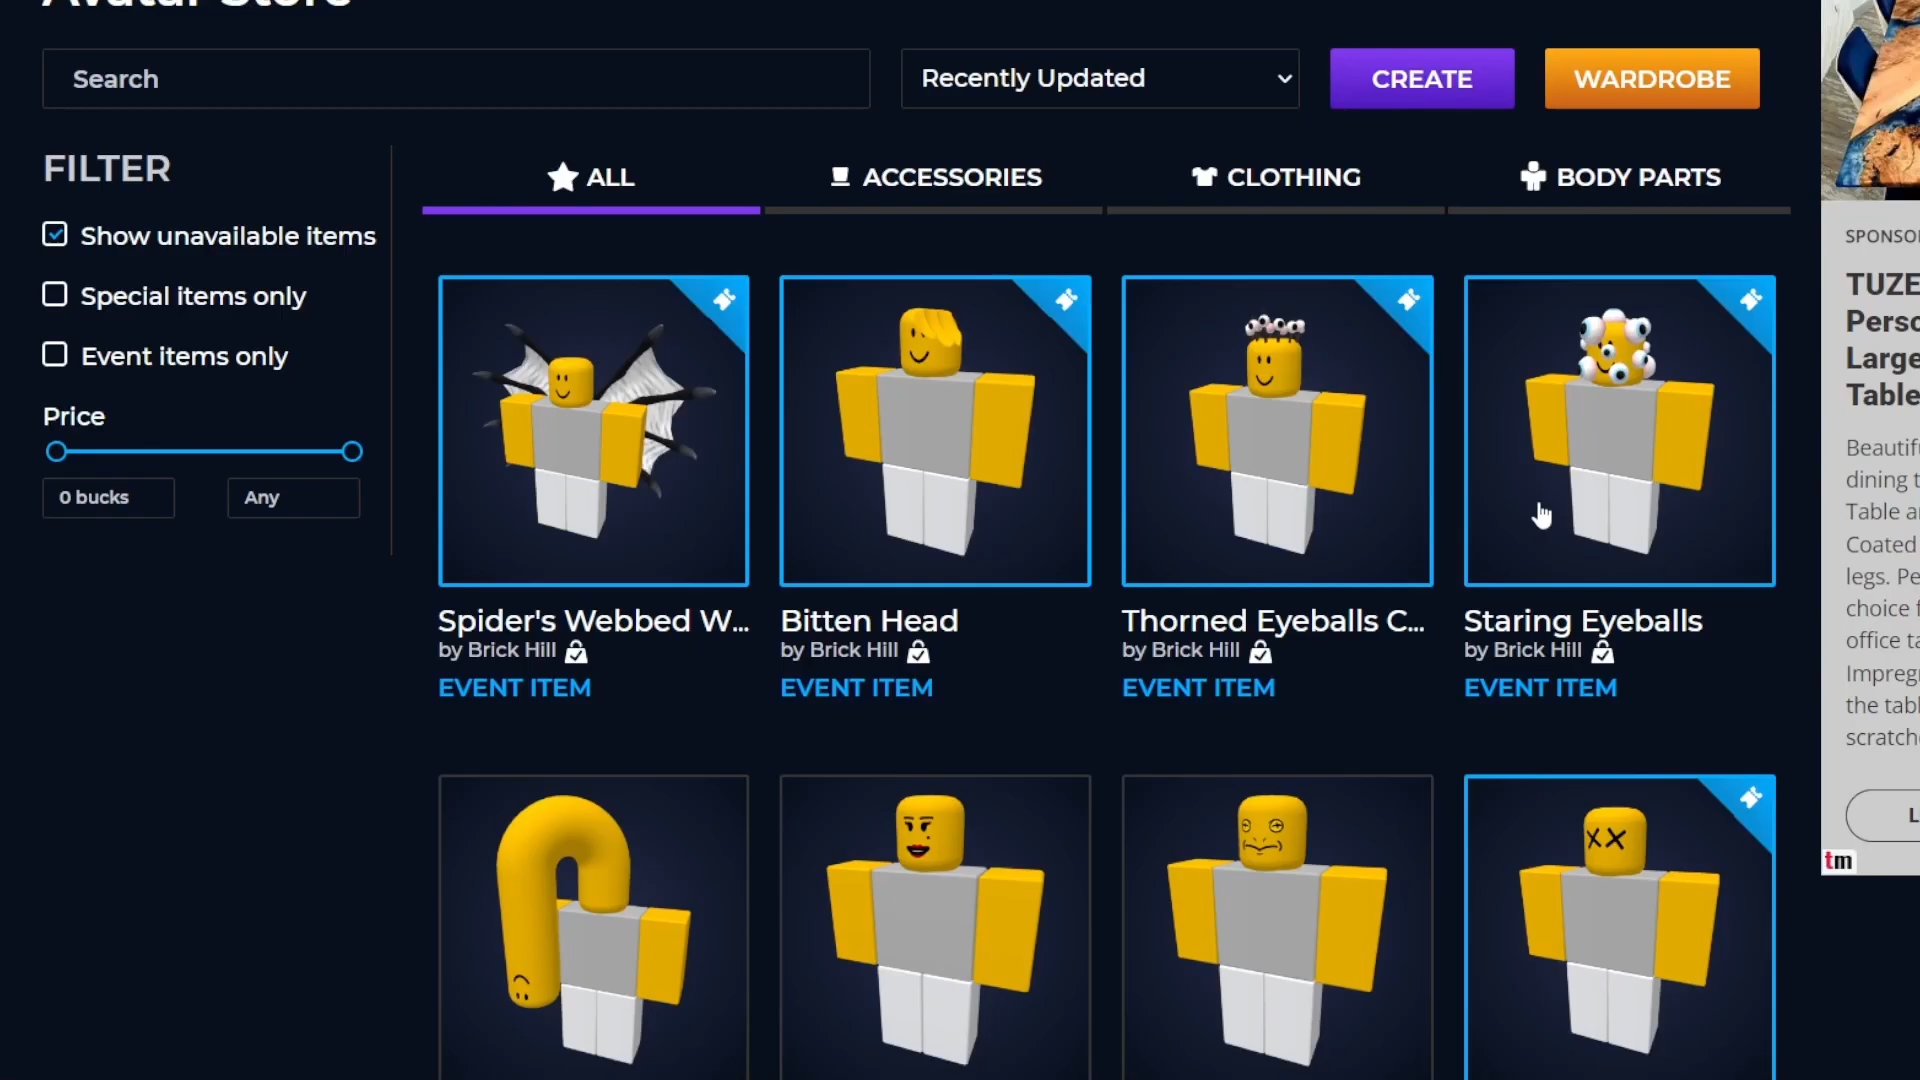 Avatar Store
Search
Recently Updated
CREATE
WARDROBE
FILTER
Show unavailable items
Special items only
Event items only
Price
0 bucks
Any
ALL
ACCESSORIES
CLOTHING
BODY PARTS
Spider's Webbed W...
by Brick Hill
EVENT ITEM
Bitten Head
by Brick Hill
EVENT ITEM
Thorned Eyeballs C...
by Brick Hill
EVENT ITEM
Staring Eyeballs
by Brick Hill
EVENT ITEM
SPONSO
TUZE
Perso
Large
Table
Beautif
dining t
Table a
Coated
legs. Pe
choice f
office ta
Impreg
the tabl
scratch
L
tm